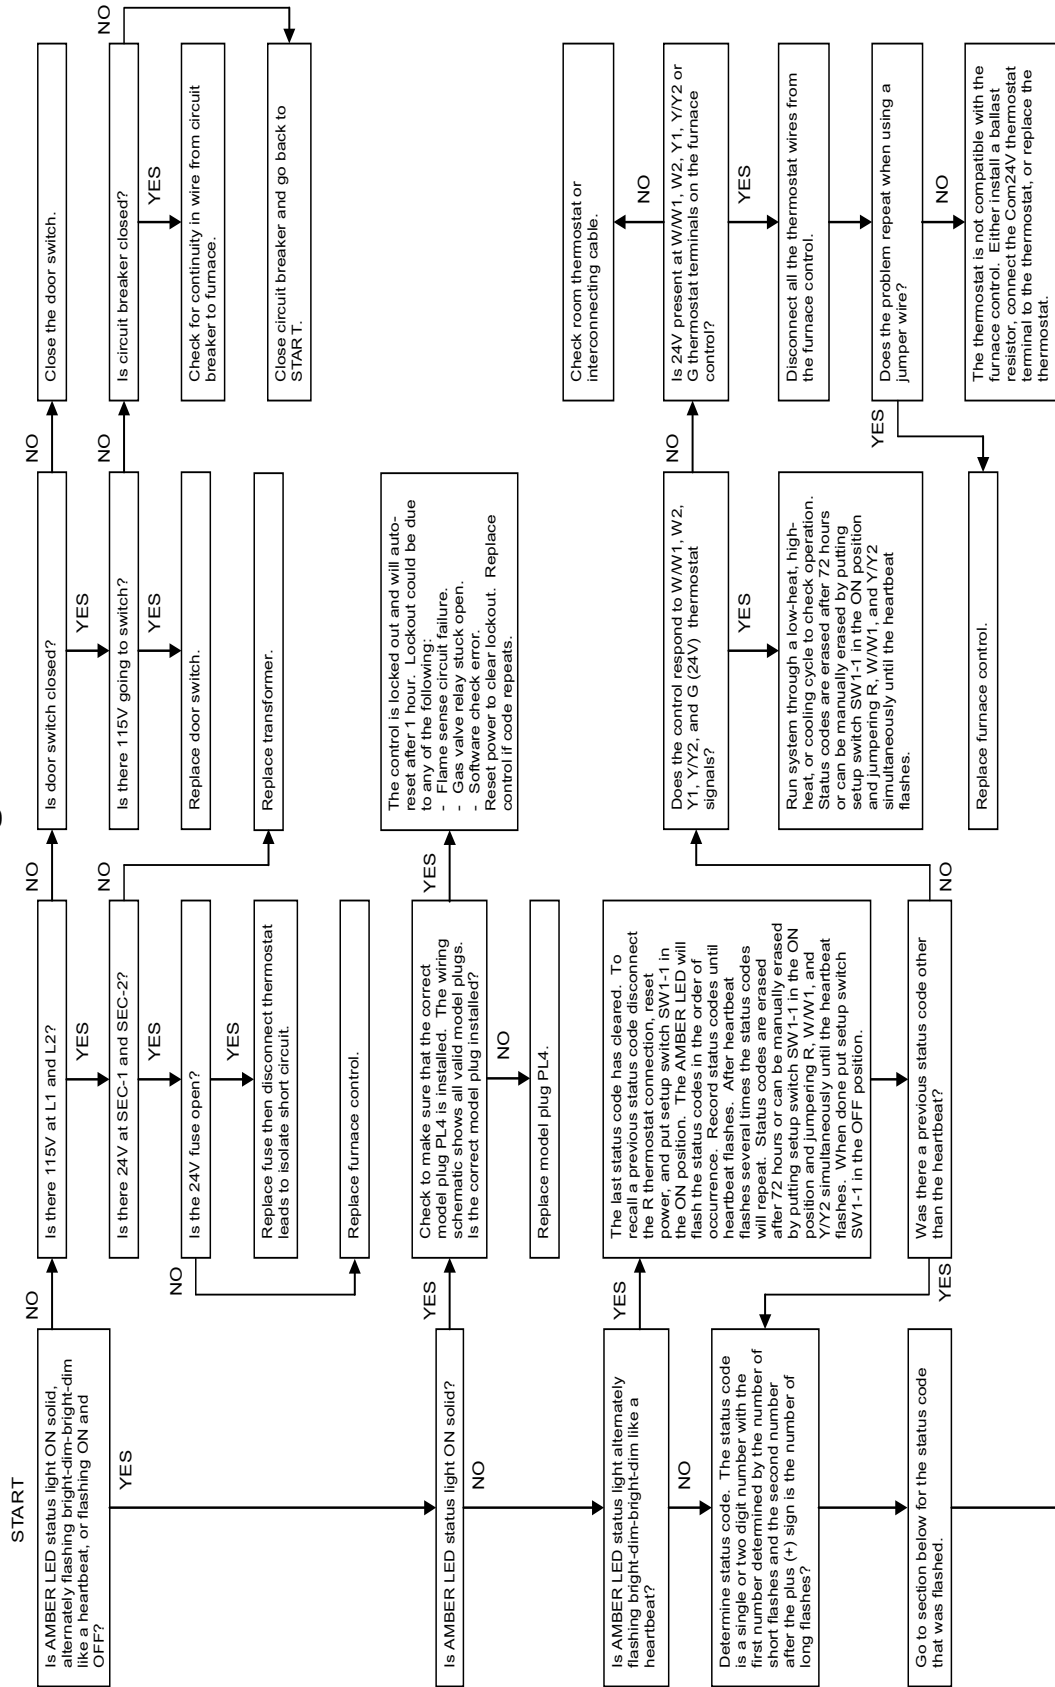 START
Is AMBER LED status light ON solid,
alternately flashing bright-dim-bright-dim
like a heartbeat, or flashing ON and
OFF?
NO
YES
Is there 115V at L1 and L2?
NO
YES
Is door switch closed?
NO
YES
Close the door switch.
Is there 24V at SEC-1 and SEC-2?
NO
YES
Is there 115V going to switch?
NO
YES
Is circuit breaker closed?
NO
YES
Is the 24V fuse open?
NO
YES
Replace door switch.
Check for continuity in wire from circuit
breaker to furnace.
Replace fuse then disconnect thermostat
leads to isolate short circuit.
Replace transformer.
Close circuit breaker and go back to
START.
Replace furnace control.
Is AMBER LED status light ON solid?
YES
NO
Check to make sure that the correct
model plug PL4 is installed. The wiring
schematic shows all valid model plugs.
Is the correct model plug installed?
YES
NO
The control is locked out and will auto-
reset after 1 hour. Lockout could be due
to any of the following:
- Flame sense circuit failure.
- Gas valve relay stuck open.
- Software check error.
Reset power to clear lockout. Replace
control if code repeats.
Replace model plug PL4.
Is AMBER LED status light alternately
flashing bright-dim-bright-dim like a
heartbeat?
YES
NO
The last status code has cleared. To
recall a previous status code disconnect
the R thermostat connection, reset
power, and put setup switch SW1-1 in
the ON position. The AMBER LED will
flash the status codes in the order of
occurrence. Record status codes until
heartbeat flashes. After heartbeat
flashes several times the status codes
will repeat. Status codes are erased
after 72 hours or can be manually erased
by putting setup switch SW1-1 in the ON
position and jumpering R, W/W1, and
Y/Y2 simultaneously until the heartbeat
flashes. When done put setup switch
SW1-1 in the OFF position.
Was there a previous status code other
than the heartbeat?
YES
NO
Does the control respond to W/W1, W2,
Y1, Y/Y2, and G (24V) thermostat
signals?
NO
YES
Is 24V present at W/W1, W2, Y1, Y/Y2 or
G thermostat terminals on the furnace
control?
NO
YES
Check room thermostat or
interconnecting cable.
Disconnect all the thermostat wires from
the furnace control.
Run system through a low-heat, high-
heat, or cooling cycle to check operation.
Status codes are erased after 72 hours
or can be manually erased by putting
setup switch SW1-1 in the ON position
and jumpering R, W/W1, and Y/Y2
simultaneously until the heartbeat
flashes.
Does the problem repeat when using a
jumper wire?
YES
NO
Replace furnace control.
The thermostat is not compatible with the
furnace control. Either install a ballast
resistor, connect the Com24V thermostat
terminal to the thermostat, or replace the
thermostat.
Determine status code. The status code
is a single or two digit number with the
first number determined by the number of
short flashes and the second number
after the plus (+) sign is the number of
long flashes?
Go to section below for the status code
that was flashed.